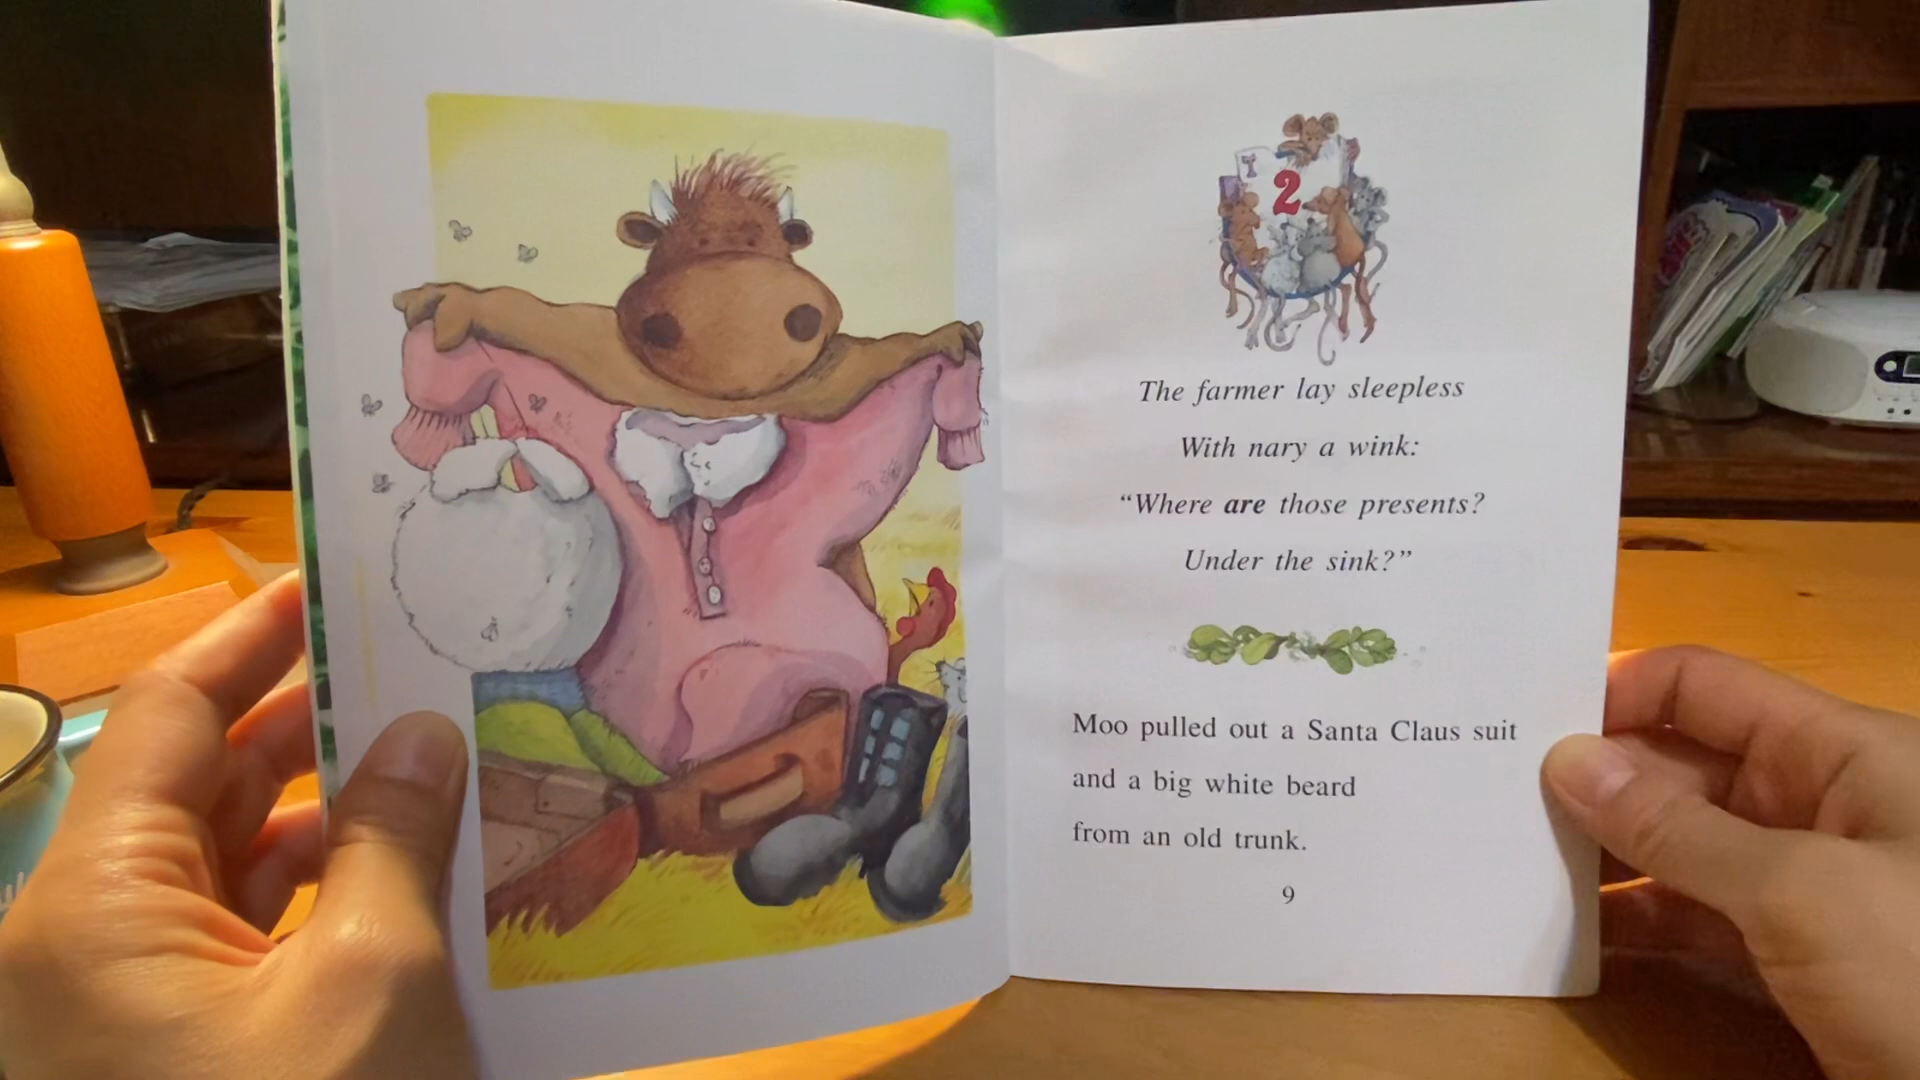 2
The farmer lay sleepless
With nary a wink:
“Where are those presents?
Under the sink?”
Moo pulled out a Santa Claus suit
and a big white beard
from an old trunk.
9